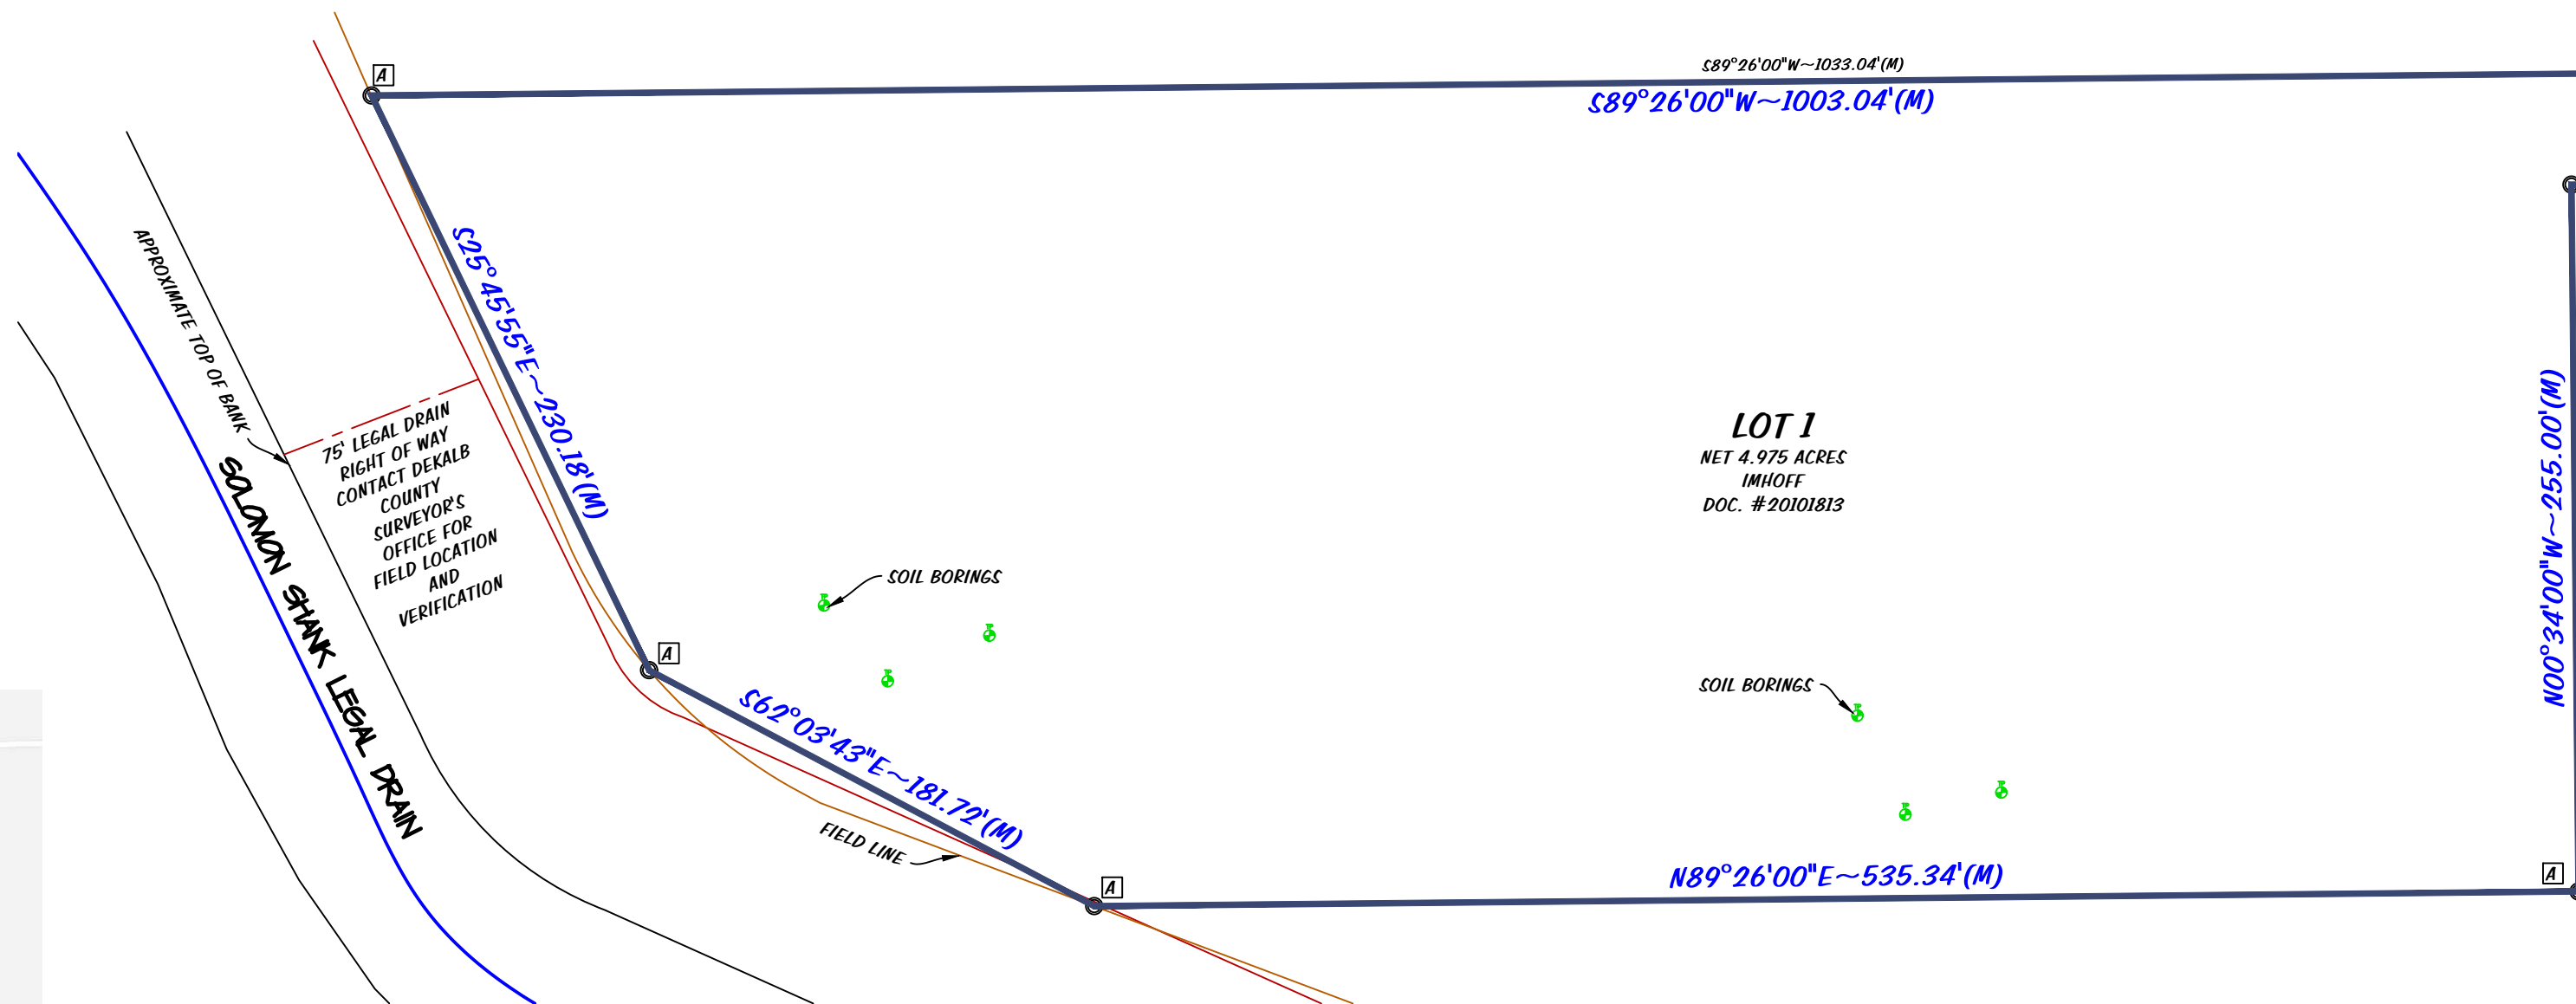 S89°26'00"W~1033.04'(M)
A
S89°26'00"W~1003.04'(M)
APPROXIMATE TOP OF BANK
S25°45'55"E~230.18'(M)
75' LEGAL DRAIN
RIGHT OF WAY
CONTACT DEKALB
COUNTY
SURVEYOR'S
OFFICE FOR
FIELD LOCATION
AND
VERIFICATION
SOLOMON SHANK LEGAL DRAIN
LOT 1
NET 4.975 ACRES
IMHOFF
DOC. #20101813
N00°34'00"W~255.00'(M)
SOIL BORINGS
A
SOIL BORINGS
S62°03'43"E~181.72'(M)
FIELD LINE
A
N89°26'00"E~535.34'(M)
A